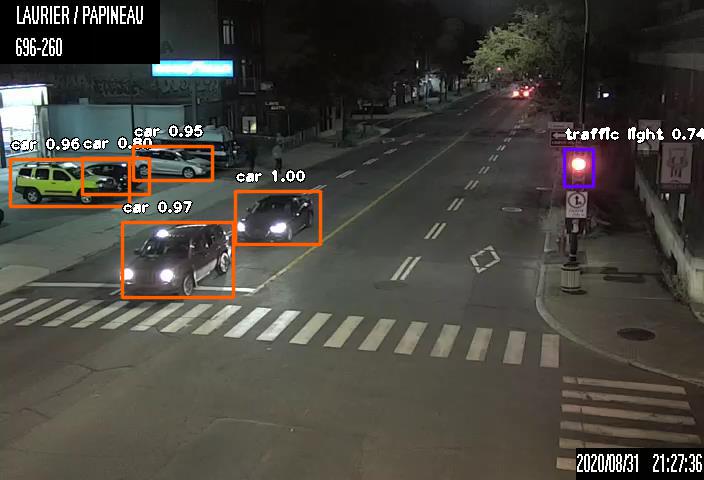 LAURIER / PAPINEAU
696-260
car 0.96
car 0.80
car 0.95
traffic light 0.74
car 1.00
car 0.97
2020/08/31 21:27:36